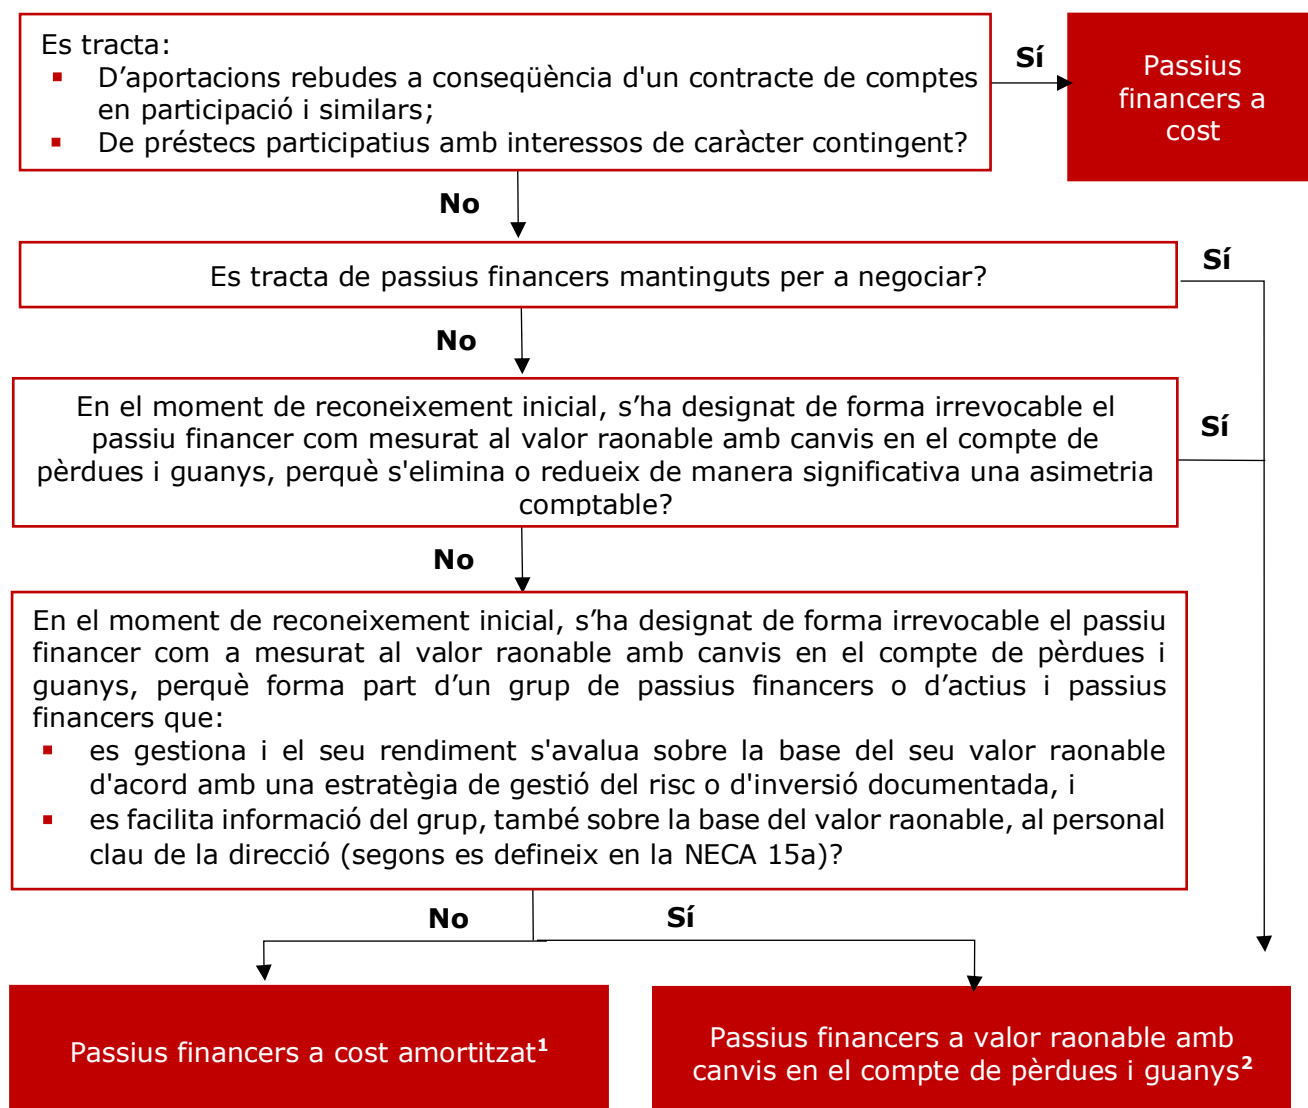 Es tracta:
▪ D’aportacions rebudes a conseqüència d'un contracte de comptes
en participació i similars;
▪ De préstecs participatius amb interessos de caràcter contingent?
Sí
Passius
financers a
cost
No
Es tracta de passius financers mantinguts per a negociar?
Sí
No
En el moment de reconeixement inicial, s’ha designat de forma irrevocable el
passiu financer com mesurat al valor raonable amb canvis en el compte de
pèrdues i guanys, perquè s'elimina o redueix de manera significativa una asimetria
comptable?
Sí
No
En el moment de reconeixement inicial, s’ha designat de forma irrevocable el passiu
financer com a mesurat al valor raonable amb canvis en el compte de pèrdues i
guanys, perquè forma part d’un grup de passius financers o d’actius i passius
financers que:
▪ es gestiona i el seu rendiment s'avalua sobre la base del seu valor raonable
d'acord amb una estratègia de gestió del risc o d'inversió documentada, i
▪ es facilita informació del grup, també sobre la base del valor raonable, al personal
clau de la direcció (segons es defineix en la NECA 15a)?
No
Sí
Passius financers a cost amortitzat¹
Passius financers a valor raonable amb
canvis en el compte de pèrdues i guanys²